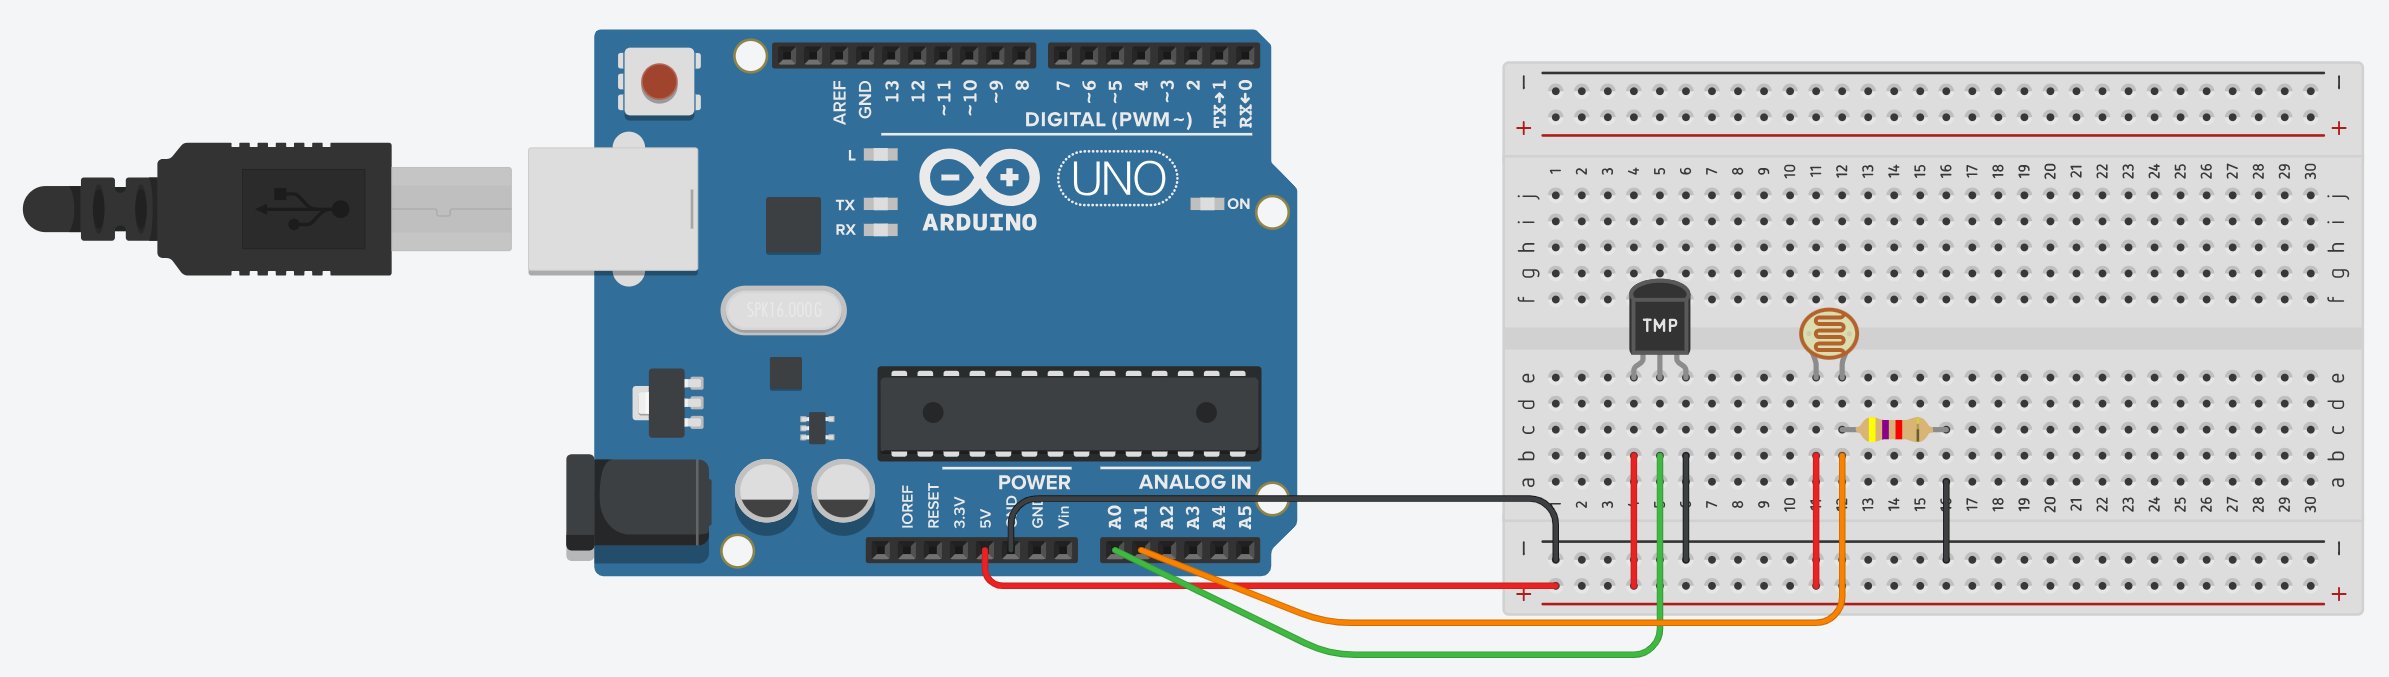 AREF
GND
13
12
~11
~10
~9
8
7
~6
~5
4
~3
2
TX→1
RX←0
DIGITAL (PWM~)
L
TX
RX
UNO
ARDUINO
ON
SPK16.000G
POWER
ANALOG IN
IOREF
RESET
3.3V
5V
GND
GND
Vin
A0
A1
A2
A3
A4
A5
− −
+ +
1 2 3 4 5 6 7 8 9 10 11 12 13 14 15 16 17 18 19 20 21 22 23 24 25 26 27 28 29 30
j j
i i
h h
g g
f f
TMP
e e
d d
c c
b b
a a
1 2 3 4 5 6 7 8 9 10 11 12 13 14 15 16 17 18 19 20 21 22 23 24 25 26 27 28 29 30
− −
+ +